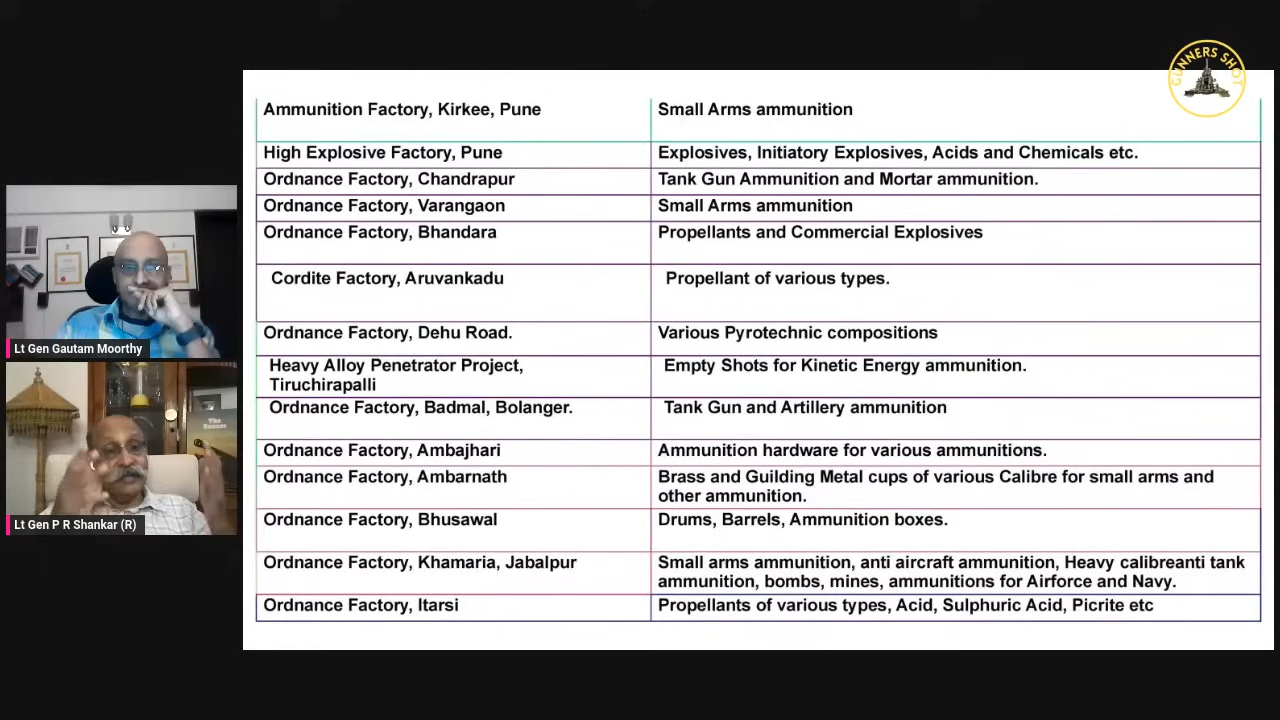 GUNNERS SHOT
Ammunition Factory, Kirkee, Pune
Small Arms ammunition
High Explosive Factory, Pune
Explosives, Initiatory Explosives, Acids and Chemicals etc.
Ordnance Factory, Chandrapur
Tank Gun Ammunition and Mortar ammunition.
Ordnance Factory, Varangaon
Small Arms ammunition
Ordnance Factory, Bhandara
Propellants and Commercial Explosives
Cordite Factory, Aruvankadu
Propellant of various types.
Ordnance Factory, Dehu Road.
Various Pyrotechnic compositions
Heavy Alloy Penetrator Project,
Tiruchirapalli
Empty Shots for Kinetic Energy ammunition.
Ordnance Factory, Badmal, Bolanger.
Tank Gun and Artillery ammunition
Ordnance Factory, Ambajhari
Ammunition hardware for various ammunitions.
Ordnance Factory, Ambarnath
Brass and Guilding Metal cups of various Calibre for small arms and
other ammunition.
Ordnance Factory, Bhusawal
Drums, Barrels, Ammunition boxes.
Ordnance Factory, Khamaria, Jabalpur
Small arms ammunition, anti aircraft ammunition, Heavy calibreanti tank
ammunition, bombs, mines, ammunitions for Airforce and Navy.
Ordnance Factory, Itarsi
Propellants of various types, Acid, Sulphuric Acid, Picrite etc
Lt Gen Gautam Moorthy
The
Gunner
Lt Gen P R Shankar (R)